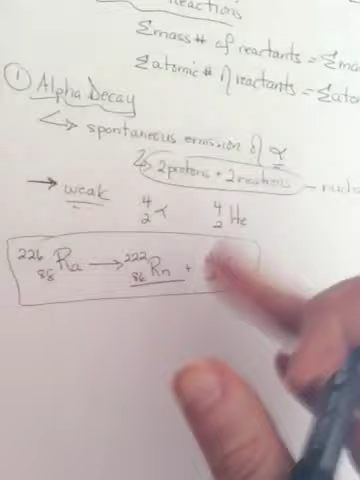 Reactions
Σmass # of reactants = Σma
Σatomic # of reactants = Σato
① Alpha Decay
↳ spontaneous emission of α
↳ 2 protons + 2 neutrons
→ weak
4 2 α 4 2 He
226 88 Ra → 222 86 Rn +